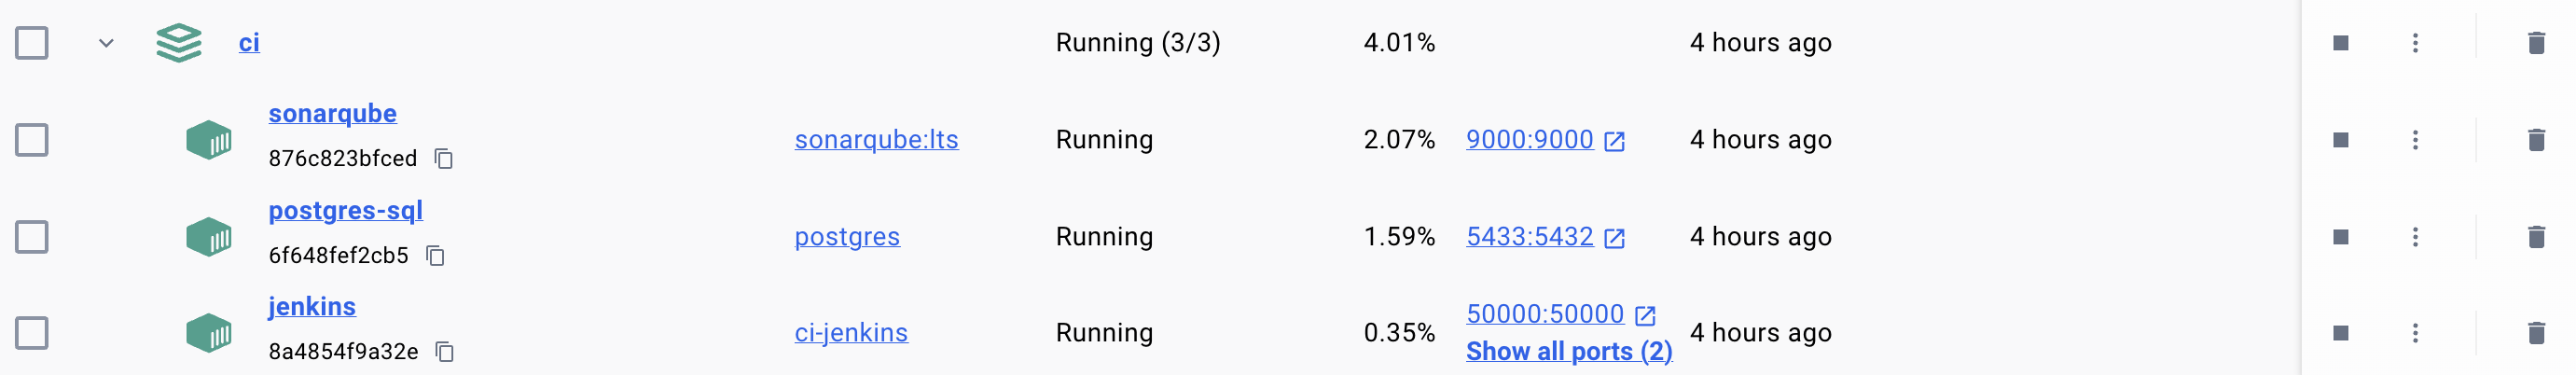 ci Running (3/3) 4.01% 4 hours ago
sonarqube
876c823bfced sonarqube:lts Running 2.07% 9000:9000 4 hours ago
postgres-sql
6f648fef2cb5 postgres Running 1.59% 5433:5432 4 hours ago
jenkins
8a4854f9a32e ci-jenkins Running 0.35% 50000:50000 4 hours ago
Show all ports (2)